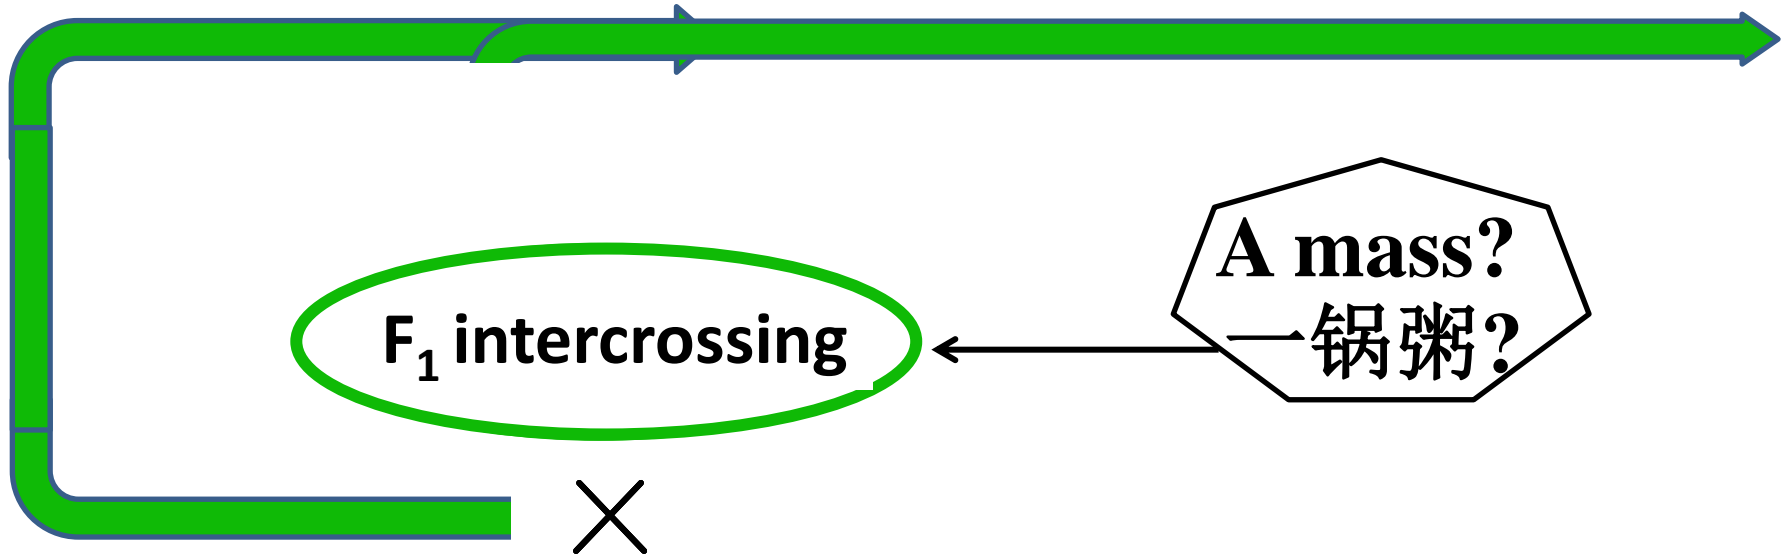 A mass?
一锅粥?
F₁ intercrossing